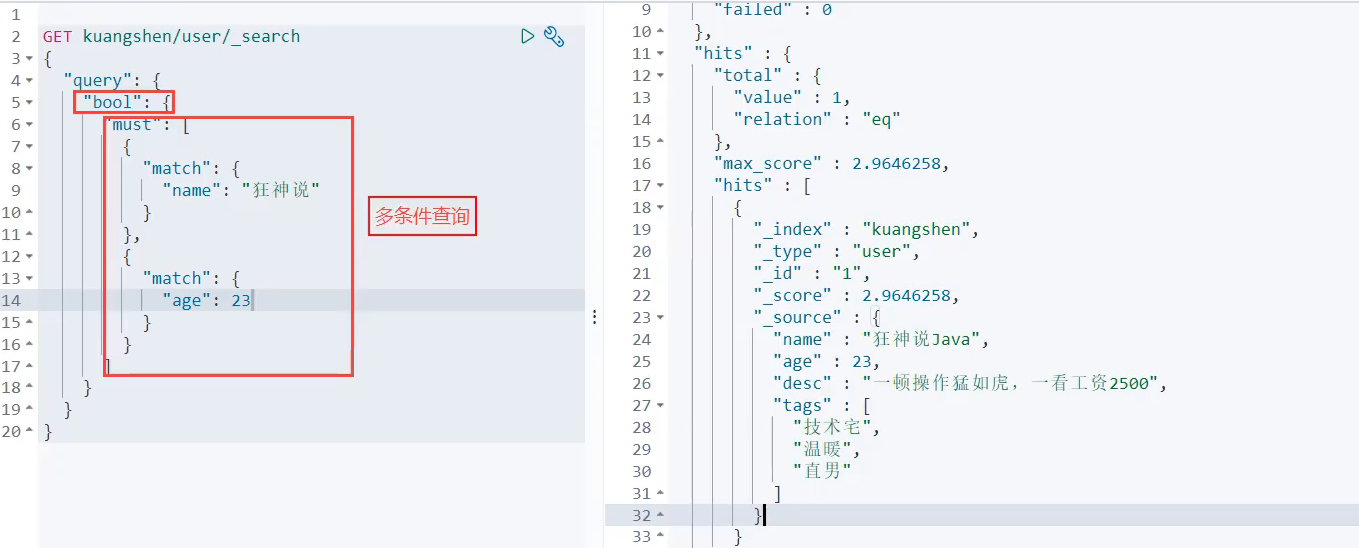 1
2 GET kuangshen/user/_search
3 {
4 "query": {
5 "bool": {
6 "must": [
7 {
8 "match": {
9 "name": "狂神说"
10 }
11 },
12 {
13 "match": {
14 "age": 23
15 }
16 }
17 ]
18 }
19 }
20 }
多条件查询
9 "failed" : 0
10 },
11 "hits" : {
12 "total" : {
13 "value" : 1,
14 "relation" : "eq"
15 },
16 "max_score" : 2.9646258,
17 "hits" : [
18 {
19 "_index" : "kuangshen",
20 "_type" : "user",
21 "_id" : "1",
22 "_score" : 2.9646258,
23 "_source" : {
24 "name" : "狂神说Java",
25 "age" : 23,
26 "desc" : "一顿操作猛如虎，一看工资2500",
27 "tags" : [
28 "技术宅",
29 "温暖",
30 "直男"
31 ]
32 }
33 }